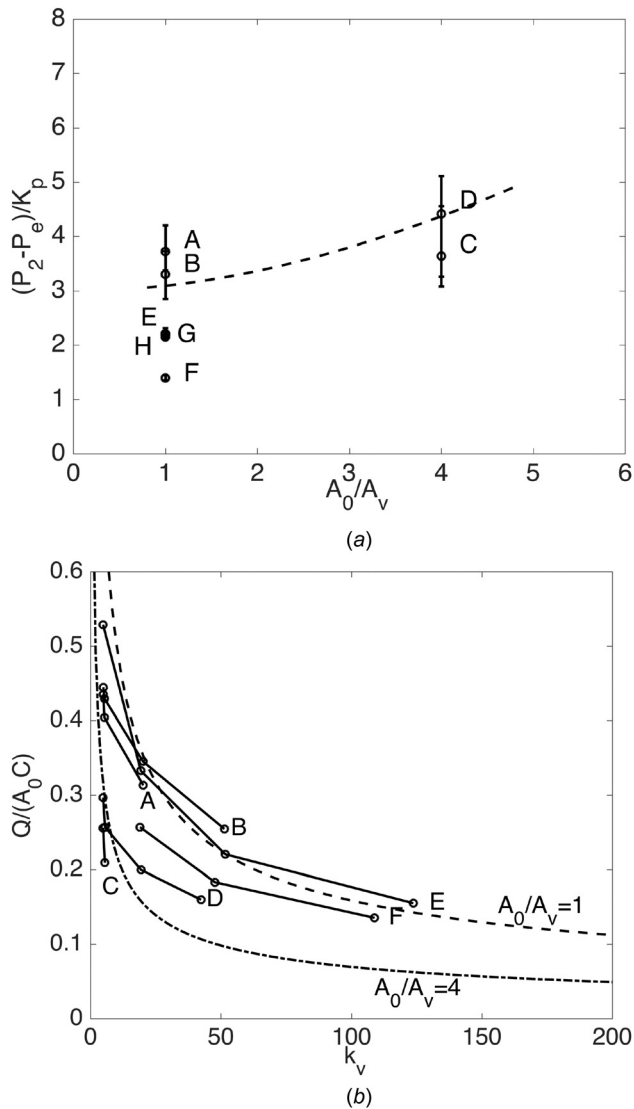 8
7
6
5
4
3
2
1
0
(P2-Pe)/Kp
A
B
E
H
G
F
D
C
0 1 2 3 4 5 6
A0/Av
(a)
0.6
0.5
0.4
0.3
0.2
0.1
0
Q/(A0C)
A
B
C
D
E
F
A0/Av=1
A0/Av=4
0 50 100 150 200
kv
(b)